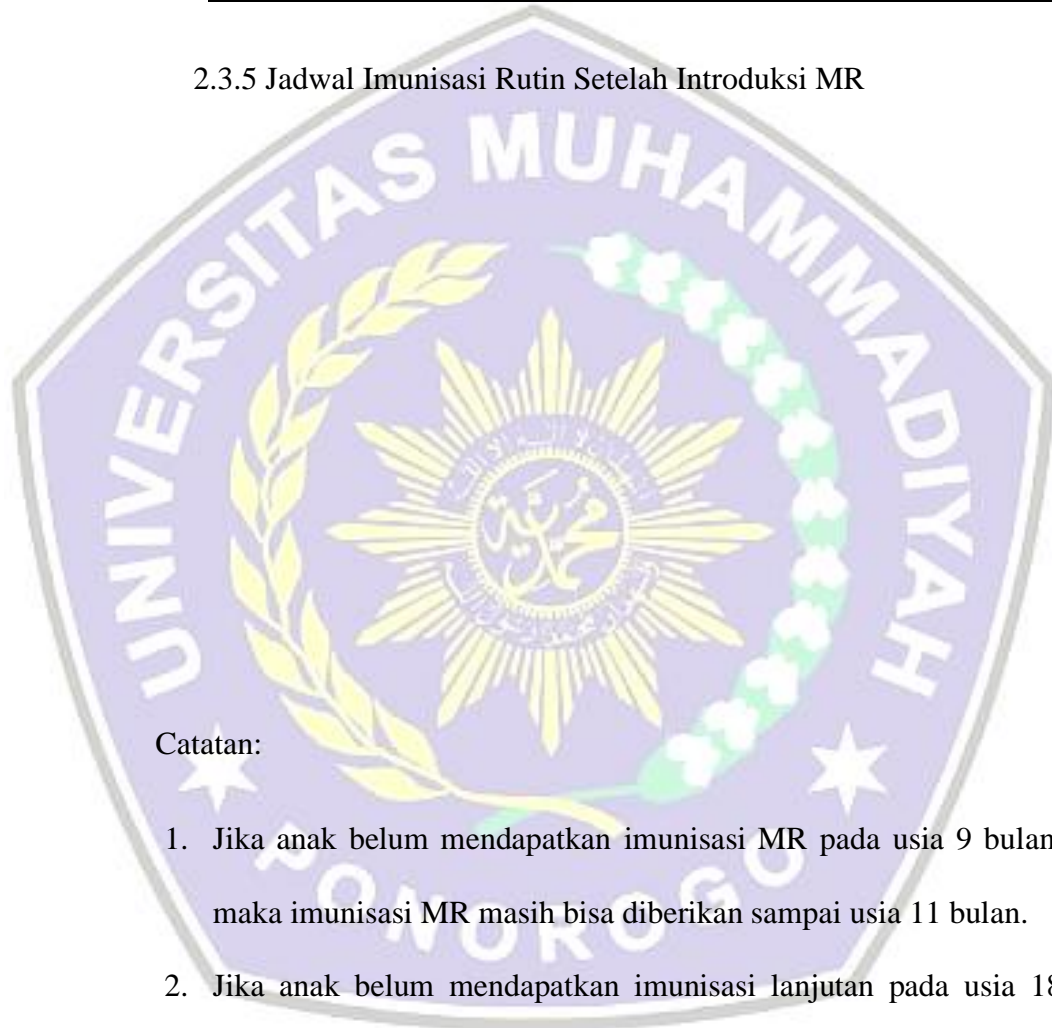 2.3.5 Jadwal Imunisasi Rutin Setelah Introduksi MR
UNIVERSITAS MUHAMMADIYAH
محمدية
Catatan:
1. Jika anak belum mendapatkan imunisasi MR pada usia 9 bulan
maka imunisasi MR masih bisa diberikan sampai usia 11 bulan.
PONOROGO
2. Jika anak belum mendapatkan imunisasi lanjutan pada usia 18